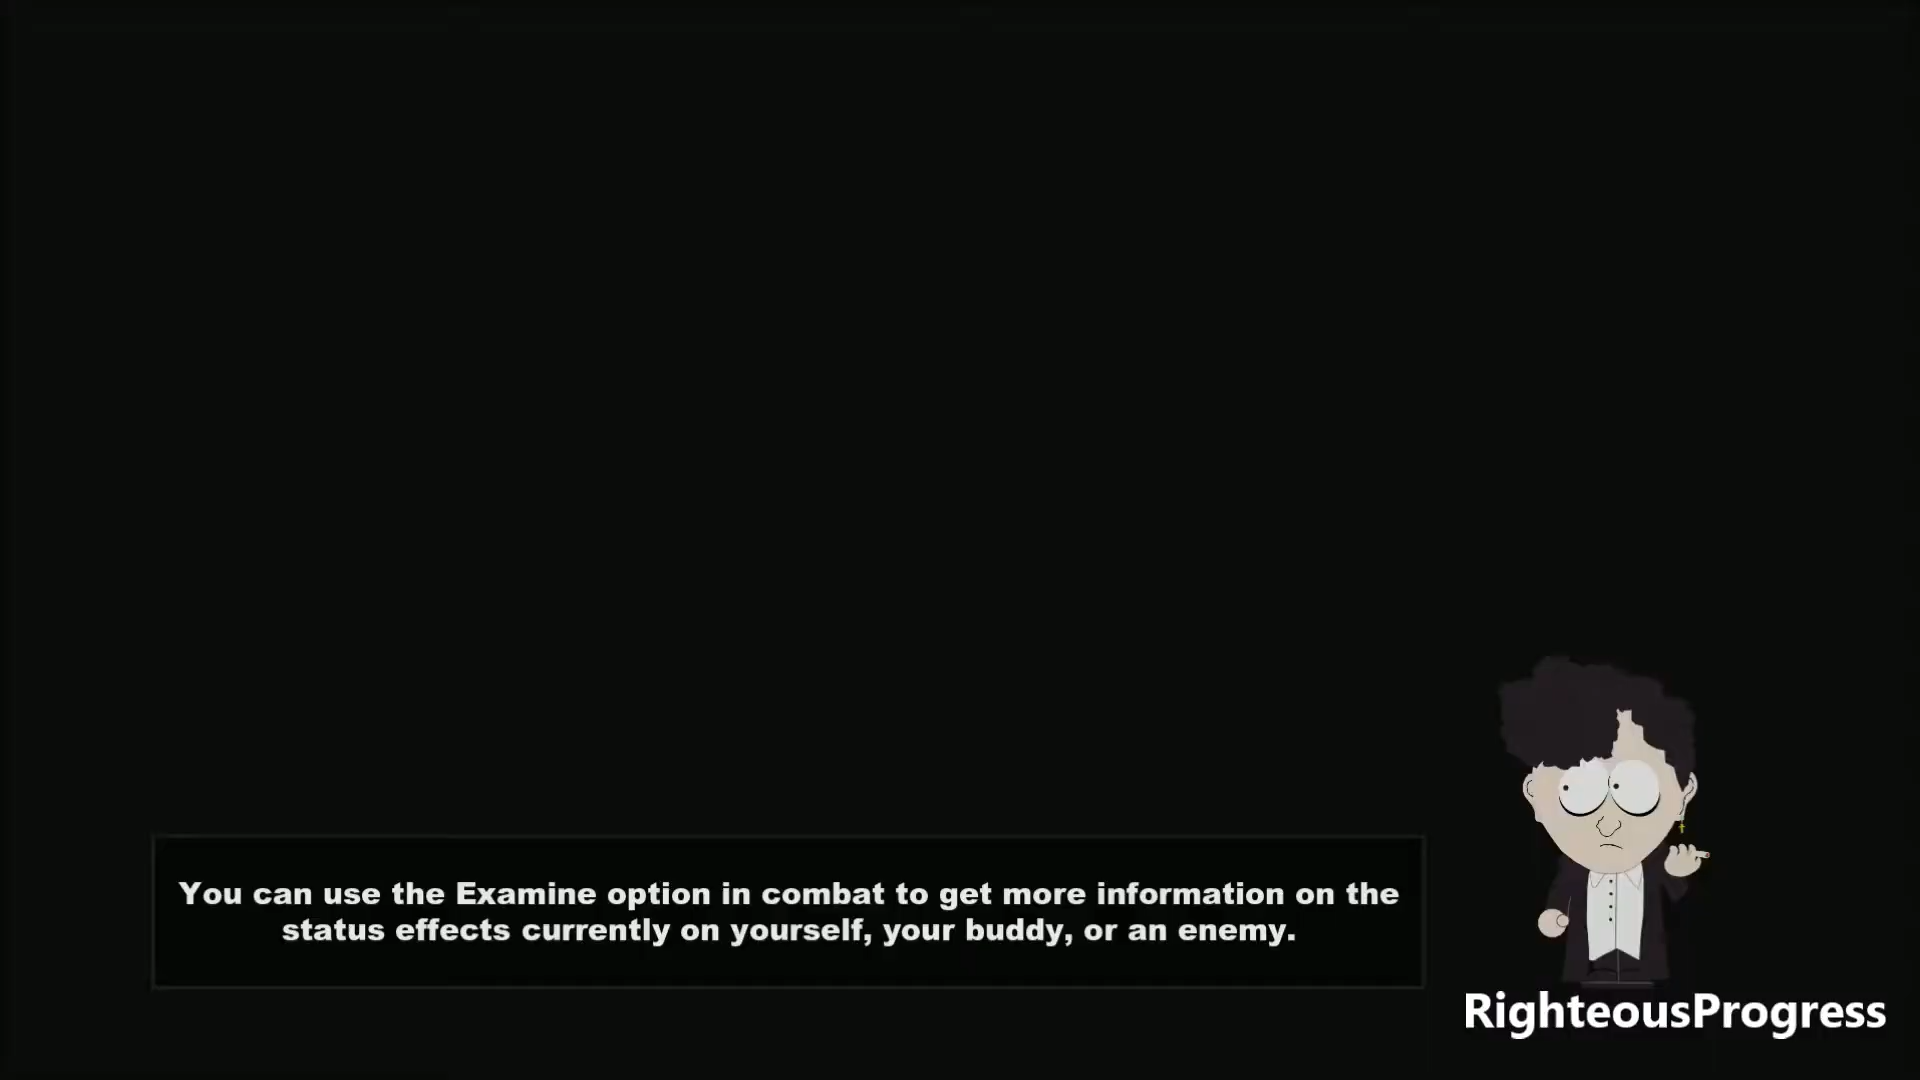 You can use the Examine option in combat to get more information on the
status effects currently on yourself, your buddy, or an enemy.
RighteousProgress